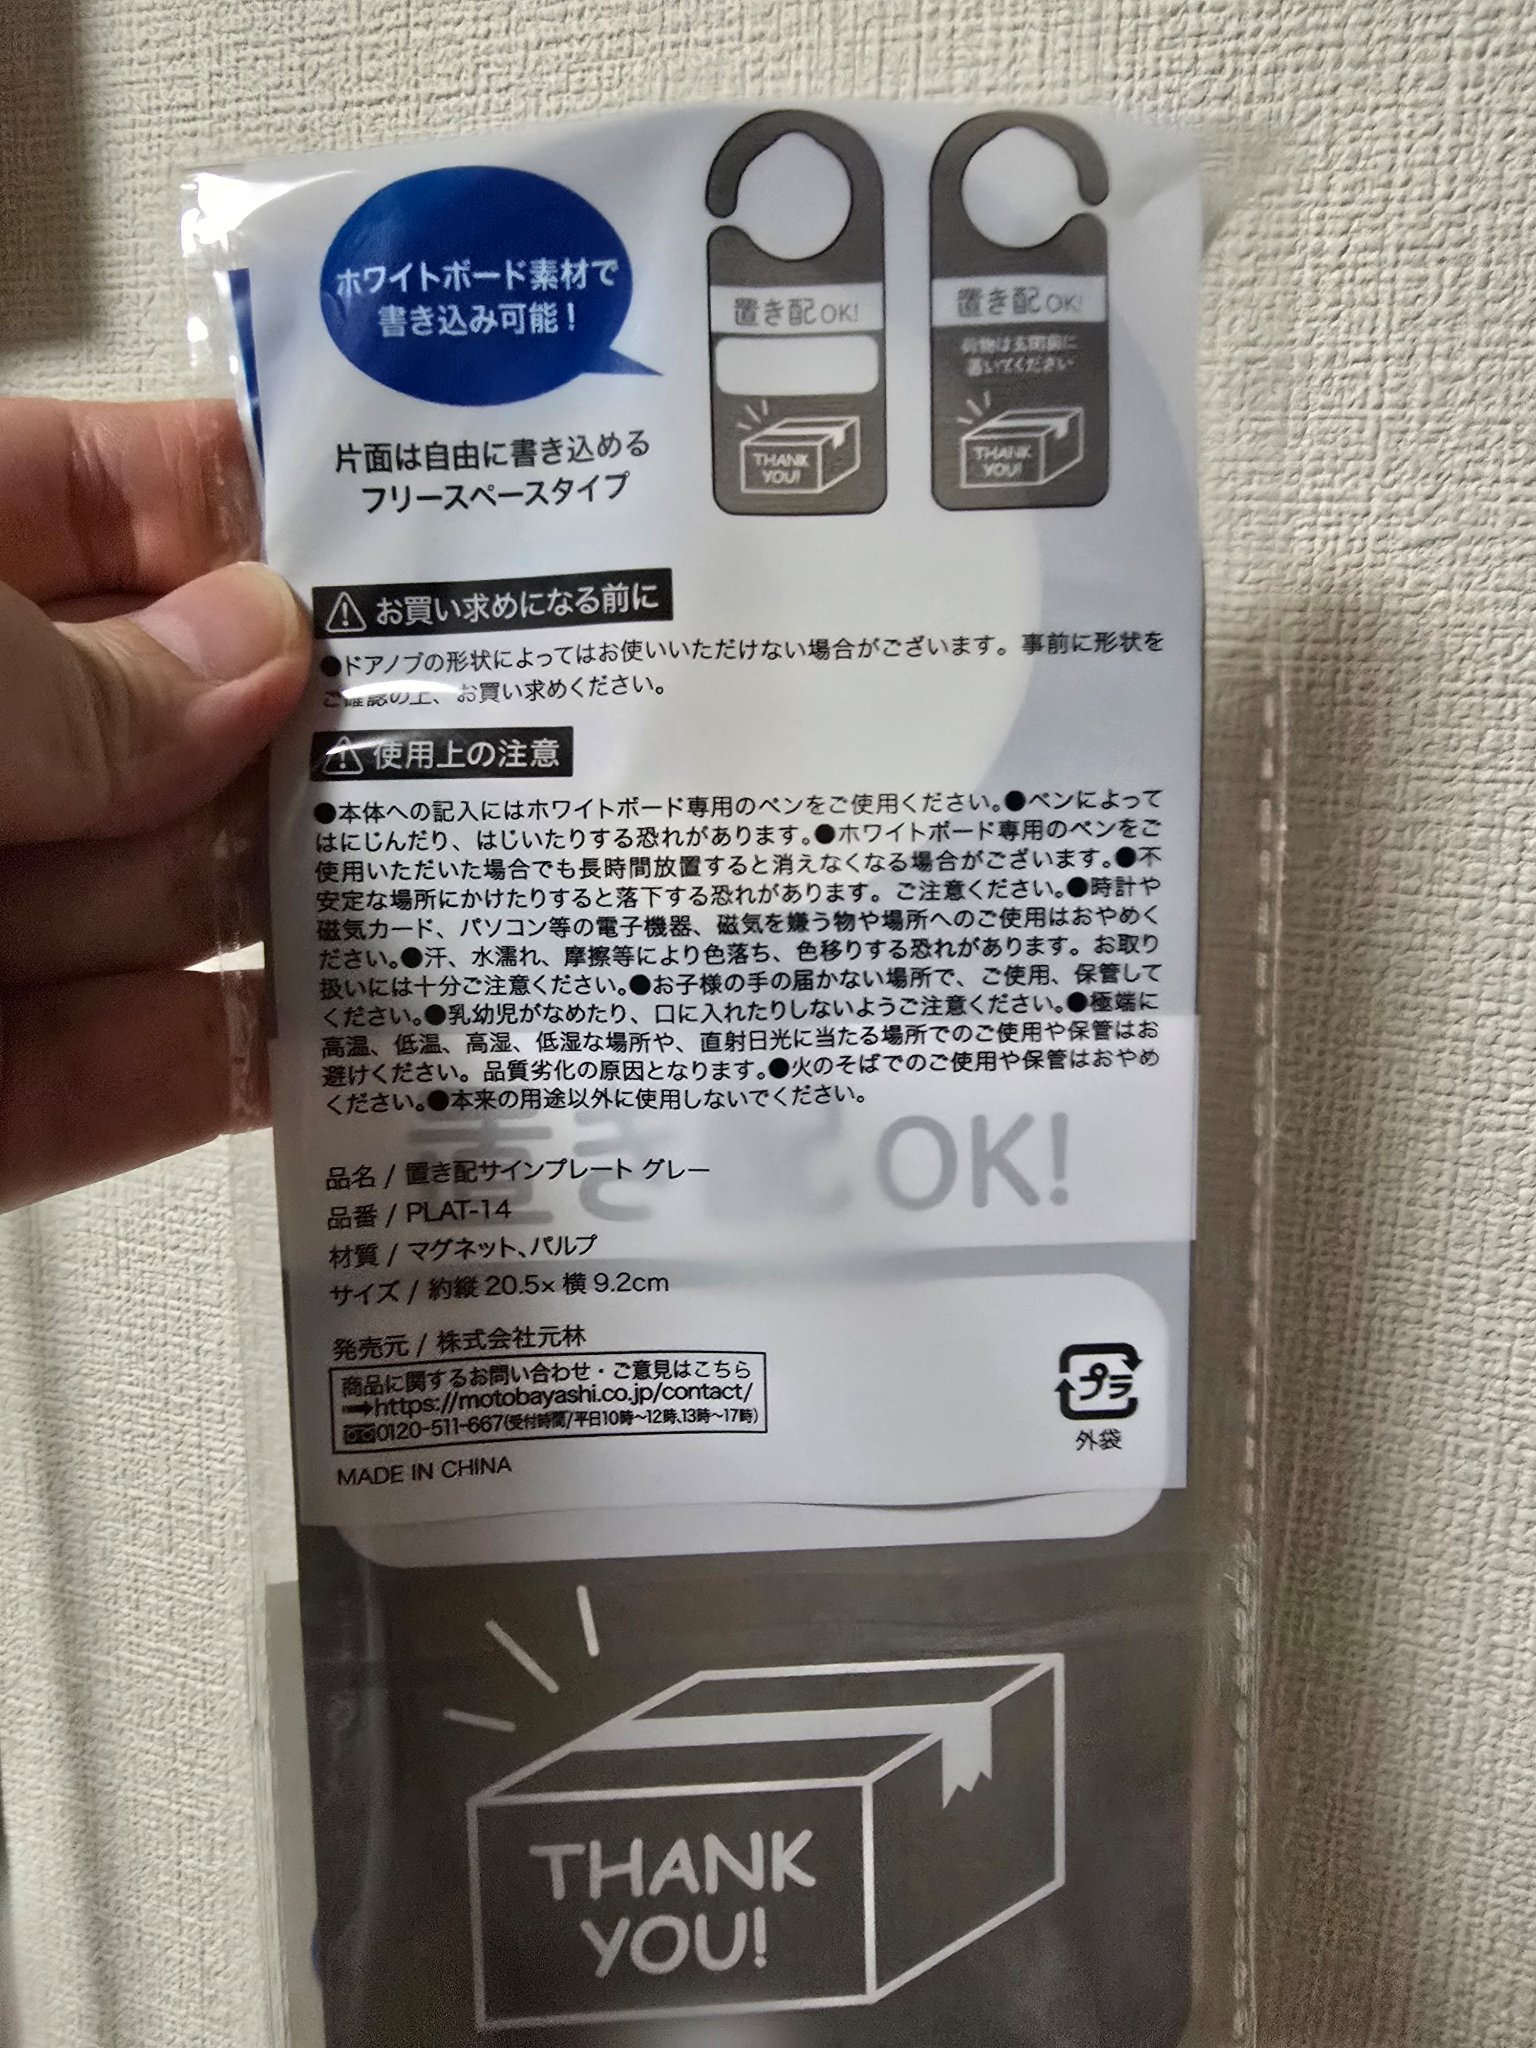 ホワイトボード素材で
書き込み可能!
片面は自由に書き込める
フリースペースタイプ
置き配OK!
THANK
YOU!
置き配OK!
荷物は玄関前に
置いてください
THANK
YOU!
お買い求めになる前に
●ドアノブの形状によってはお使いいただけない場合がございます。事前に形状を
ご確認の上、お買い求めください。
使用上の注意
●本体への記入にはホワイトボード専用のペンをご使用ください。●ペンによって
はにじんだり、はじいたりする恐れがあります。●ホワイトボード専用のペンをご
使用いただいた場合でも長時間放置すると消えなくなる場合がございます。●不
安定な場所にかけたりすると落下する恐れがあります。ご注意ください。●時計や
磁気カード、パソコン等の電子機器、磁気を嫌う物や場所へのご使用はおやめく
ださい。●汗、水濡れ、摩擦等により色落ち、色移りする恐れがあります。お取り
扱いには十分ご注意ください。●お子様の手の届かない場所で、ご使用、保管して
ください。●乳幼児がなめたり、口に入れたりしないようご注意ください。●極端に
高温、低温、高湿、低湿な場所や、直射日光に当たる場所でのご使用や保管はお
避けください。品質劣化の原因となります。●火のそばでのご使用や保管はおやめ
ください。●本来の用途以外に使用しないでください。
置き配OK!
品名 / 置き配サインプレート グレー
品番 / PLAT-14
材質 / マグネット、パルプ
サイズ / 約縦 20.5× 横 9.2cm
発売元 / 株式会社元林
商品に関するお問い合わせ・ご意見はこちら
➡https://motobayashi.co.jp/contact/
0120-511-667(受付時間/平日10時~12時、13時~17時)
MADE IN CHINA
プラ
外袋
THANK
YOU!